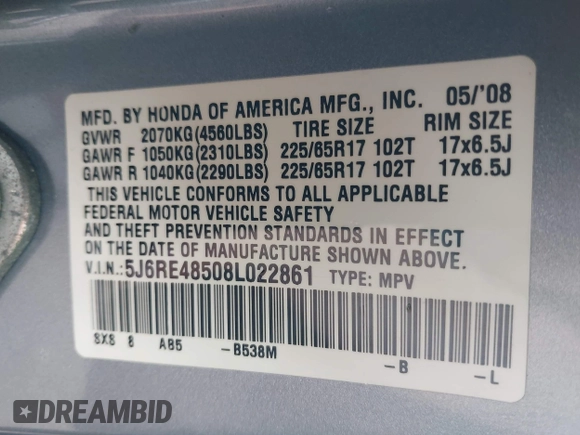 MFD. BY HONDA OF AMERICA MFG., INC. 05/'08
GVWR 2070KG(4560LBS) TIRE SIZE RIM SIZE
GAWR F 1050KG(2310LBS) 225/65R17 102T 17x6.5J
GAWR R 1040KG(2290LBS) 225/65R17 102T 17x6.5J
THIS VEHICLE CONFORMS TO ALL APPLICABLE
FEDERAL MOTOR VEHICLE SAFETY
AND THEFT PREVENTION STANDARDS IN EFFECT
ON THE DATE OF MANUFACTURE SHOWN ABOVE.
V.I.N.: 5J6RE48508L022861 TYPE: MPV
SXS 8 A85 -B538M -B -L
DREAMBID